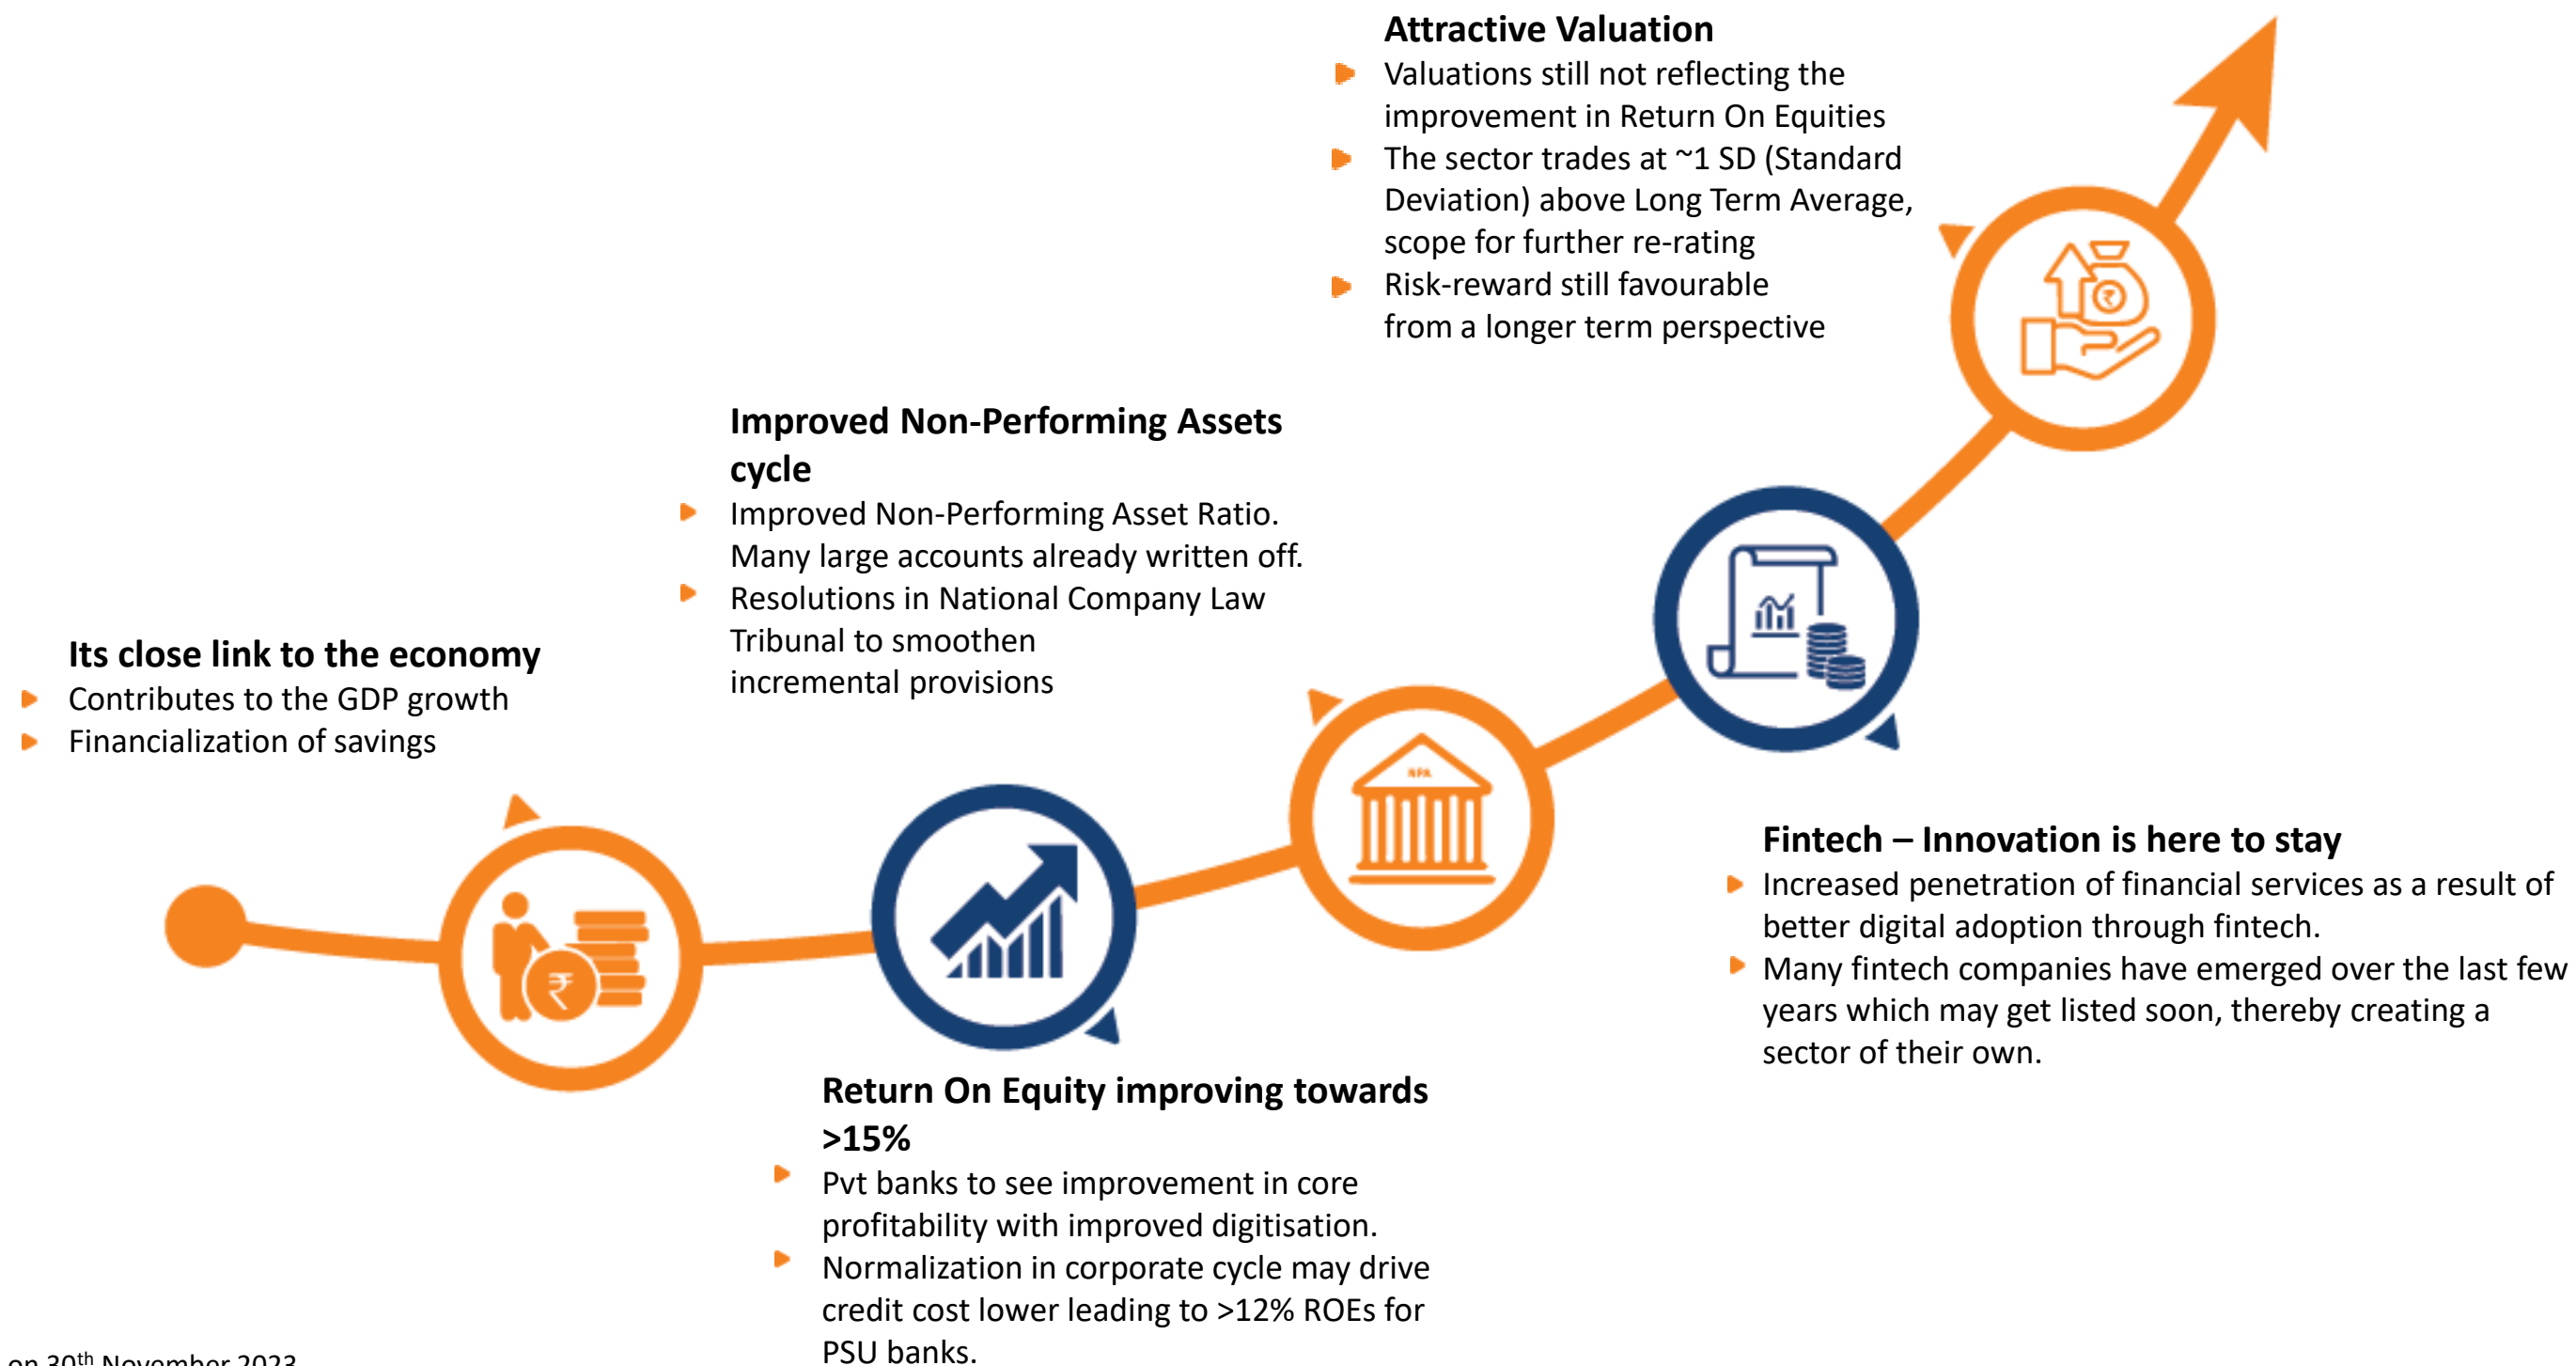 Attractive Valuation
Valuations still not reflecting the
improvement in Return On Equities
The sector trades at ~1 SD (Standard
Deviation) above Long Term Average,
scope for further re-rating
Risk-reward still favourable
from a longer term perspective
Improved Non-Performing Assets
cycle
Improved Non-Performing Asset Ratio.
Many large accounts already written off.
Resolutions in National Company Law
Tribunal to smoothen
incremental provisions
Its close link to the economy
Contributes to the GDP growth
Financialization of savings
NPA
₹
₹
Fintech – Innovation is here to stay
Increased penetration of financial services as a result of
better digital adoption through fintech.
Many fintech companies have emerged over the last few
years which may get listed soon, thereby creating a
sector of their own.
Return On Equity improving towards
>15%
Pvt banks to see improvement in core
profitability with improved digitisation.
Normalization in corporate cycle may drive
credit cost lower leading to >12% ROEs for
PSU banks.
on 30th November 2023